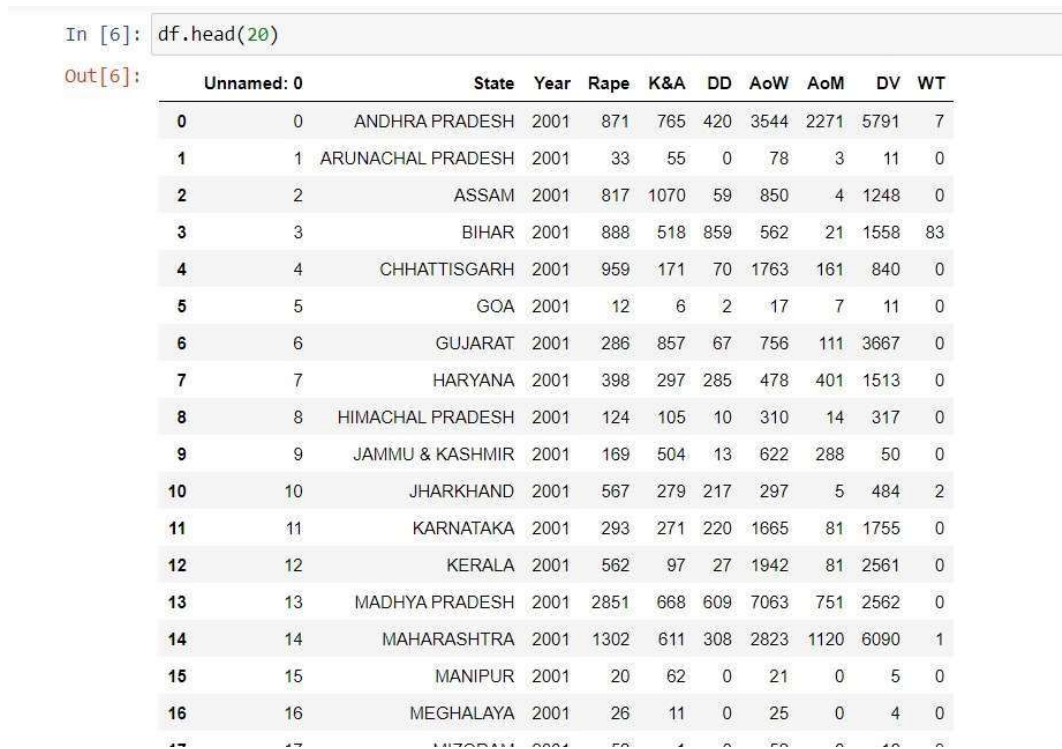 In [6]: df.head(20)
Out[6]:
Unnamed: 0 State Year Rape K&A DD AoW AoM DV WT
0 0 ANDHRA PRADESH 2001 871 765 420 3544 2271 5791 7
1 1 ARUNACHAL PRADESH 2001 33 55 0 78 3 11 0
2 2 ASSAM 2001 817 1070 59 850 4 1248 0
3 3 BIHAR 2001 888 518 859 562 21 1558 83
4 4 CHHATTISGARH 2001 959 171 70 1763 161 840 0
5 5 GOA 2001 12 6 2 17 7 11 0
6 6 GUJARAT 2001 286 857 67 756 111 3667 0
7 7 HARYANA 2001 398 297 285 478 401 1513 0
8 8 HIMACHAL PRADESH 2001 124 105 10 310 14 317 0
9 9 JAMMU & KASHMIR 2001 169 504 13 622 288 50 0
10 10 JHARKHAND 2001 567 279 217 297 5 484 2
11 11 KARNATAKA 2001 293 271 220 1665 81 1755 0
12 12 KERALA 2001 562 97 27 1942 81 2561 0
13 13 MADHYA PRADESH 2001 2851 668 609 7063 751 2562 0
14 14 MAHARASHTRA 2001 1302 611 308 2823 1120 6090 1
15 15 MANIPUR 2001 20 62 0 21 0 5 0
16 16 MEGHALAYA 2001 26 11 0 25 0 4 0
17 17 MIZORAM 2001